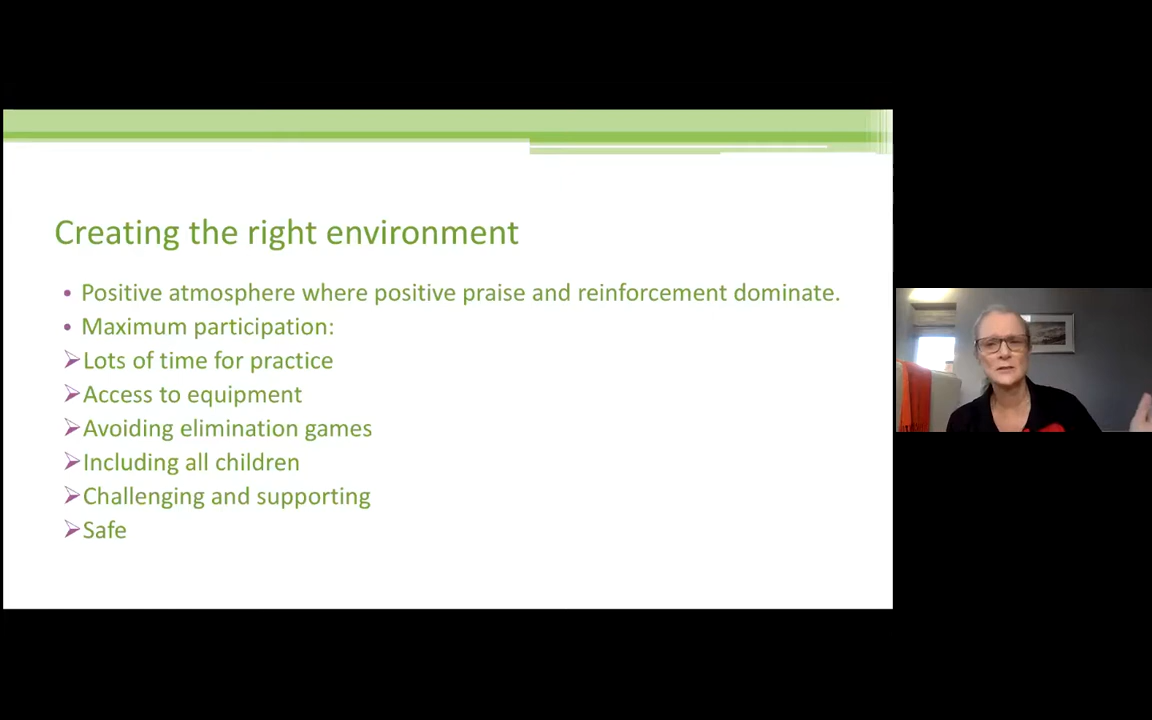 Creating the right environment
• Positive atmosphere where positive praise and reinforcement dominate.
• Maximum participation:
➢Lots of time for practice
➢Access to equipment
➢Avoiding elimination games
➢Including all children
➢Challenging and supporting
➢Safe